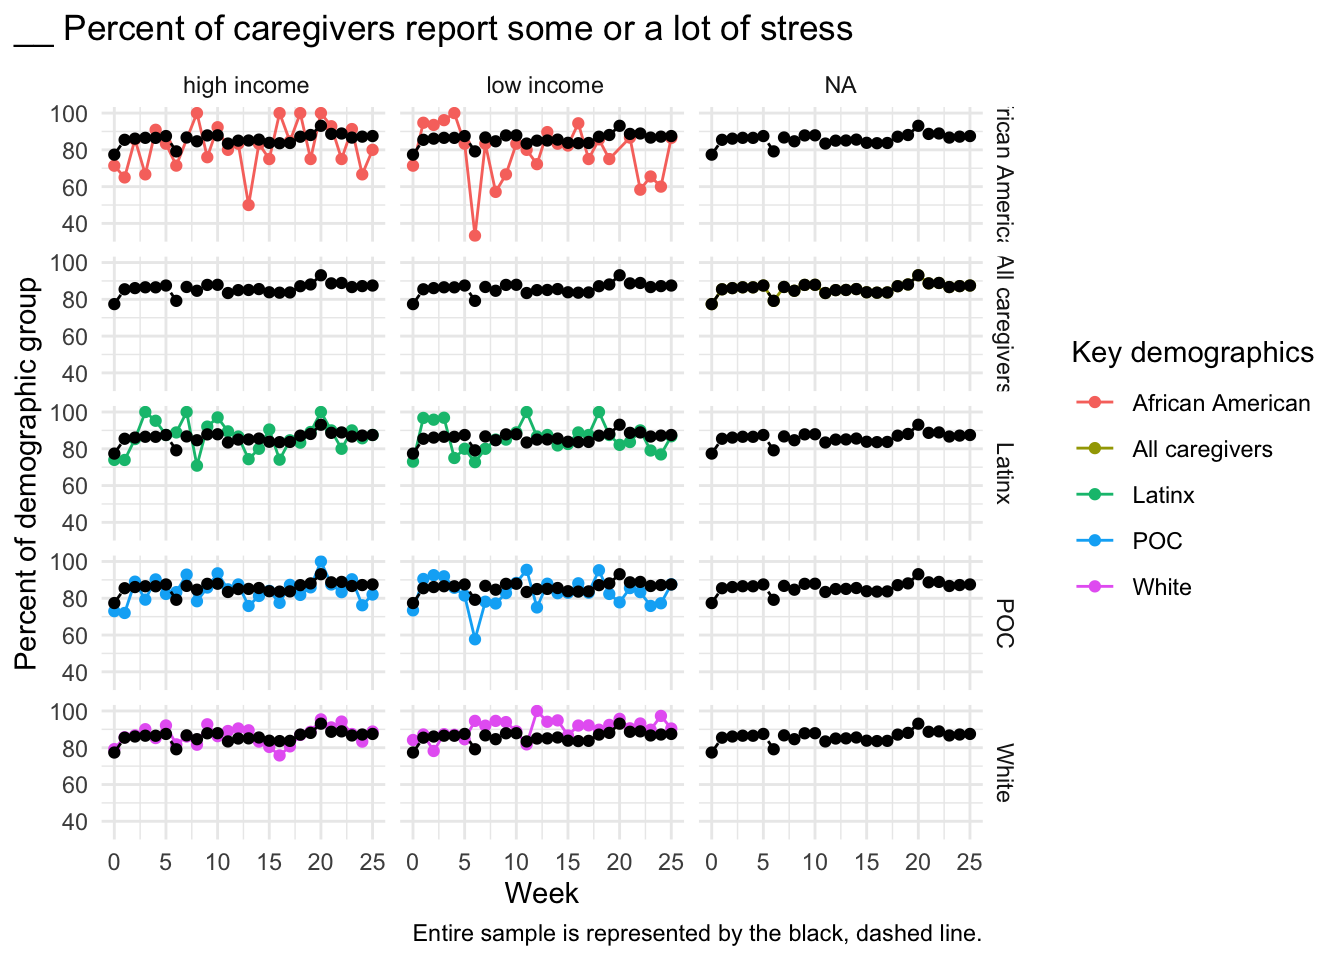 __ Percent of caregivers report some or a lot of stress
high income low income NA
100
80
60
40
rican Americ
100
80
60
40
All caregivers
100
80
60
40
Latinx
100
80
60
40
POC
100
80
60
40
White
Percent of demographic group
0 5 10 15 20 25 0 5 10 15 20 25 0 5 10 15 20 25
Week
Entire sample is represented by the black, dashed line.
Key demographics
African American
All caregivers
Latinx
POC
White